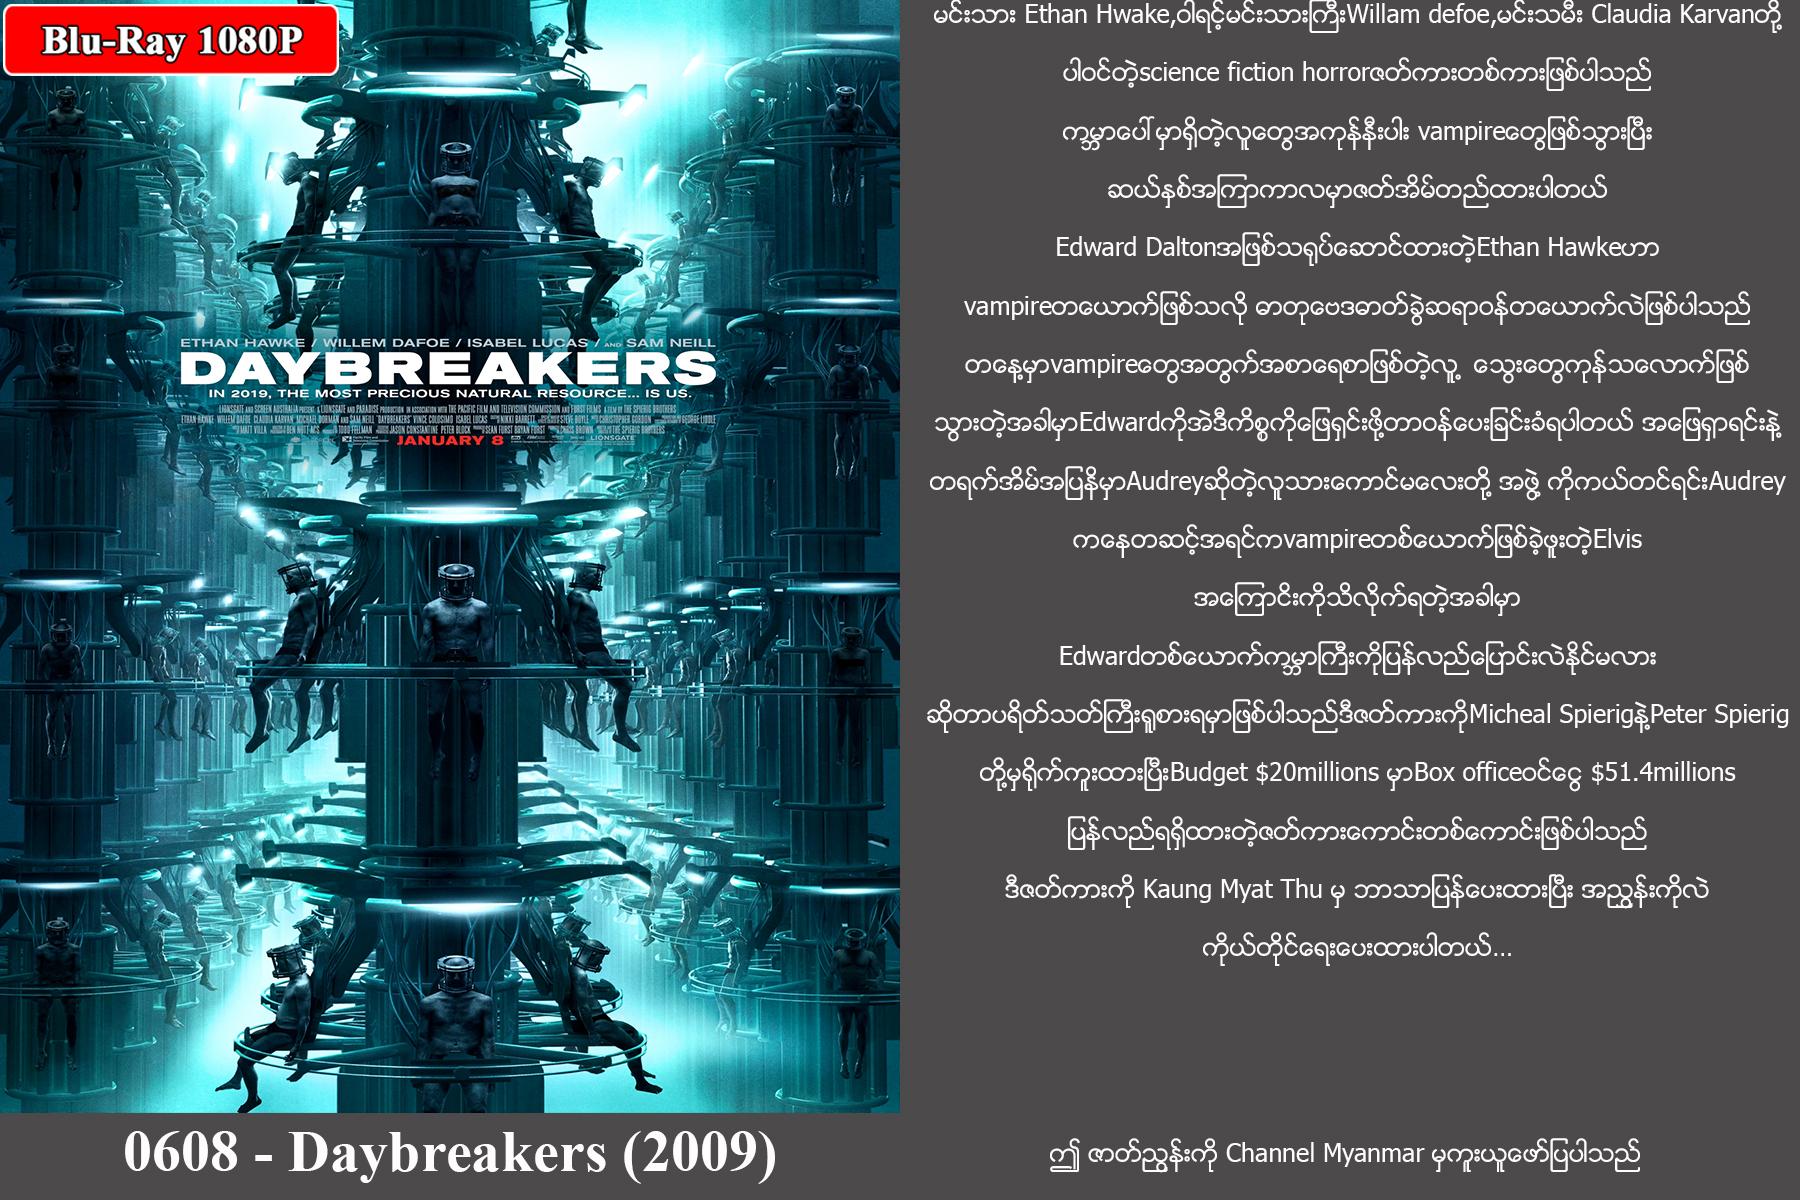 Blu-Ray 1080P
ETHAN HAWKE / WILLEM DAFOE / ISABEL LUCAS / AND SAM NEILL
DAYBREAKERS
IN 2019, THE MOST PRECIOUS NATURAL RESOURCE... IS US.
JANUARY 8
LIONSGATE
0608 - Daybreakers (2009)
မင်းသား Ethan Hwake,ဝါရင့်မင်းသားကြီးWillam defoe,မင်းသမီး Claudia Karvanတို့
ပါဝင်တဲ့science fiction horrorဇတ်ကားတစ်ကားဖြစ်ပါသည်
ကမ္ဘာပေါ်မှာရှိတဲ့လူတွေအကုန်နီးပါး vampireတွေဖြစ်သွားပြီး
ဆယ်နှစ်အကြာကာလမှာဇတ်အိမ်တည်ထားပါတယ်
Edward Daltonအဖြစ်သရုပ်ဆောင်ထားတဲ့Ethan Hawkeဟာ
vampireတယောက်ဖြစ်သလို ဓာတုဗေဒဓာတ်ခွဲဆရာဝန်တယောက်လဲဖြစ်ပါသည်
တနေ့မှာvampireတွေအတွက်အစာရေစာဖြစ်တဲ့လူ့ သွေးတွေကုန်သလောက်ဖြစ်
သွားတဲ့အခါမှာEdwardကိုအဲဒီကိစ္စကိုဖြေရှင်းဖို့တာဝန်ပေးခြင်းခံရပါတယ် အဖြေရှာရင်းနဲ့
တရက်အိမ်အပြန်မှာAudreyဆိုတဲ့လူသားကောင်မလေးတို့ အဖွဲ့ ကိုကယ်တင်ရင်းAudrey
ကနေတဆင့်အရင်ကvampireတစ်ယောက်ဖြစ်ခဲ့ဖူးတဲ့Elvis
အကြောင်းကိုသိလိုက်ရတဲ့အခါမှာ
Edwardတစ်ယောက်ကမ္ဘာကြီးကိုပြန်လည်ပြောင်းလဲနိုင်မလား
ဆိုတာပရိတ်သတ်ကြီးရှုစားရမှာဖြစ်ပါသည်ဒီဇတ်ကားကိုMicheal Spierigနဲ့Peter Spierig
တို့မှရိုက်ကူးထားပြီးBudget $20millions မှာBox officeဝင်ငွေ $51.4millions
ပြန်လည်ရရှိထားတဲ့ဇတ်ကားကောင်းတစ်ကောင်းဖြစ်ပါသည်
ဒီဇတ်ကားကို Kaung Myat Thu မှ ဘာသာပြန်ပေးထားပြီး အညွှန်းကိုလဲ
ကိုယ်တိုင်ရေးပေးထားပါတယ်...
ဤ ဇာတ်ညွှန်းကို Channel Myanmar မှကူးယူဖော်ပြပါသည်